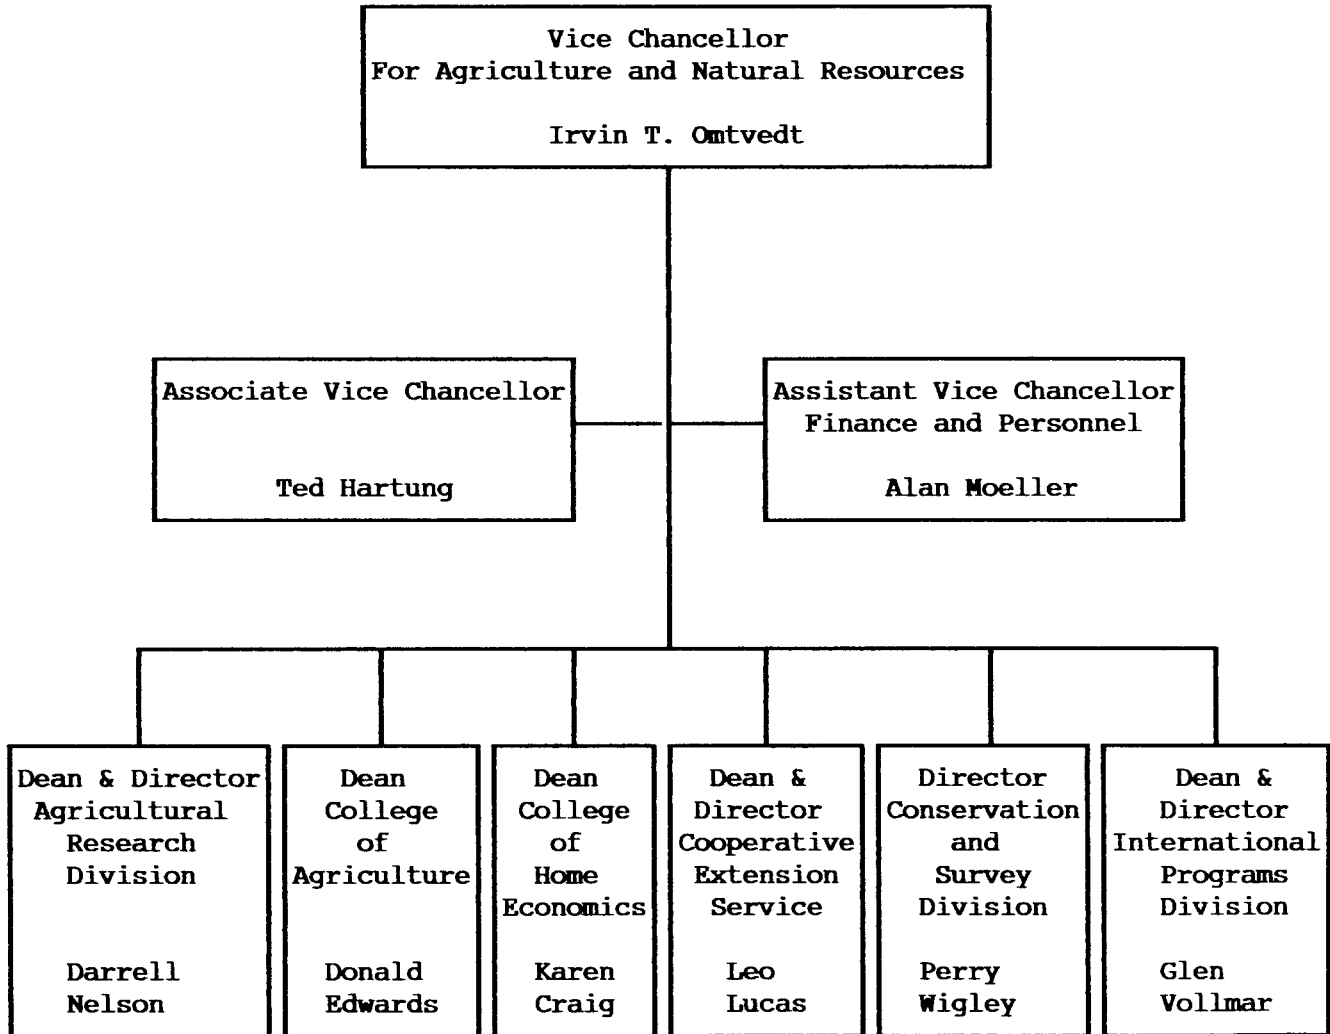 Vice Chancellor
For Agriculture and Natural Resources
Irvin T. Omtvedt
Associate Vice Chancellor
Ted Hartung
Assistant Vice Chancellor
Finance and Personnel
Alan Moeller
Dean & Director
Agricultural
Research
Division
Darrell
Nelson
Dean
College
of
Agriculture
Donald
Edwards
Dean
College
of
Home
Economics
Karen
Craig
Dean &
Director
Cooperative
Extension
Service
Leo
Lucas
Director
Conservation
and
Survey
Division
Perry
Wigley
Dean &
Director
International
Programs
Division
Glen
Vollmar